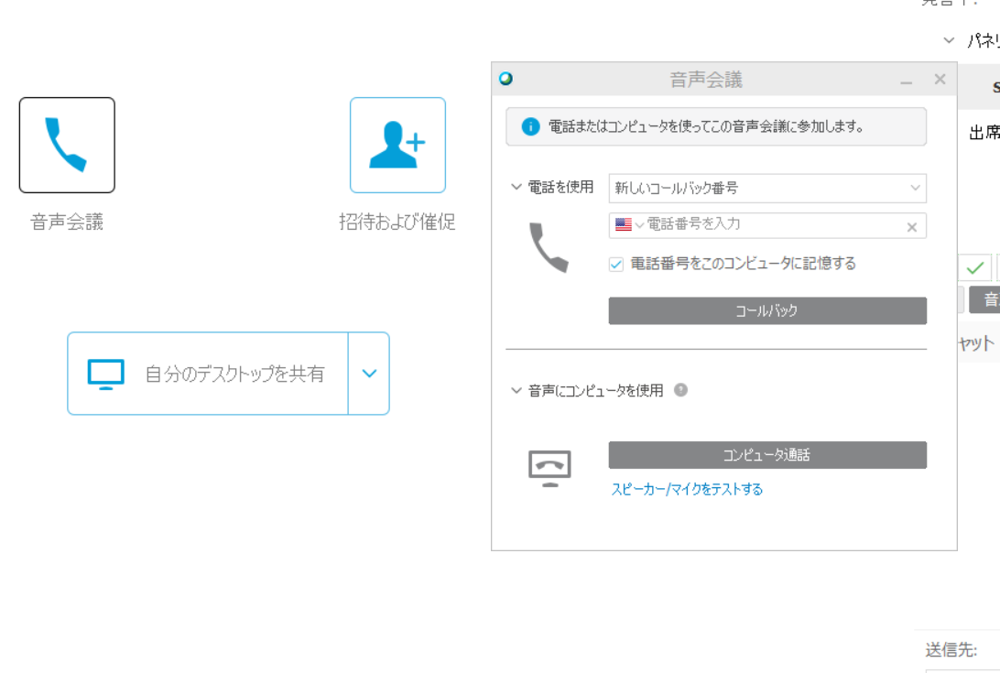 音声会議
招待および催促
自分のデスクトップを共有
音声会議
電話またはコンピュータを使ってこの音声会議に参加します。
電話を使用
新しいコールバック番号
電話番号を入力
電話番号をこのコンピュータに記憶する
コールバック
音声にコンピュータを使用
コンピュータ通話
スピーカー/マイクをテストする
パネリ
S
出席
音
ャット
送信先: